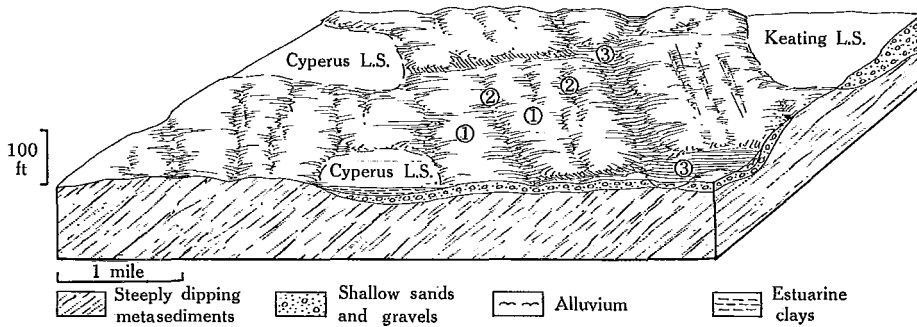 Cyperus L.S.
Keating L.S.
③
② ②
① ①
100
ft
Cyperus L.S.
③
1 mile
Steeply dipping
metasediments
Shallow sands
and gravels
Alluvium
Estuarine
clays